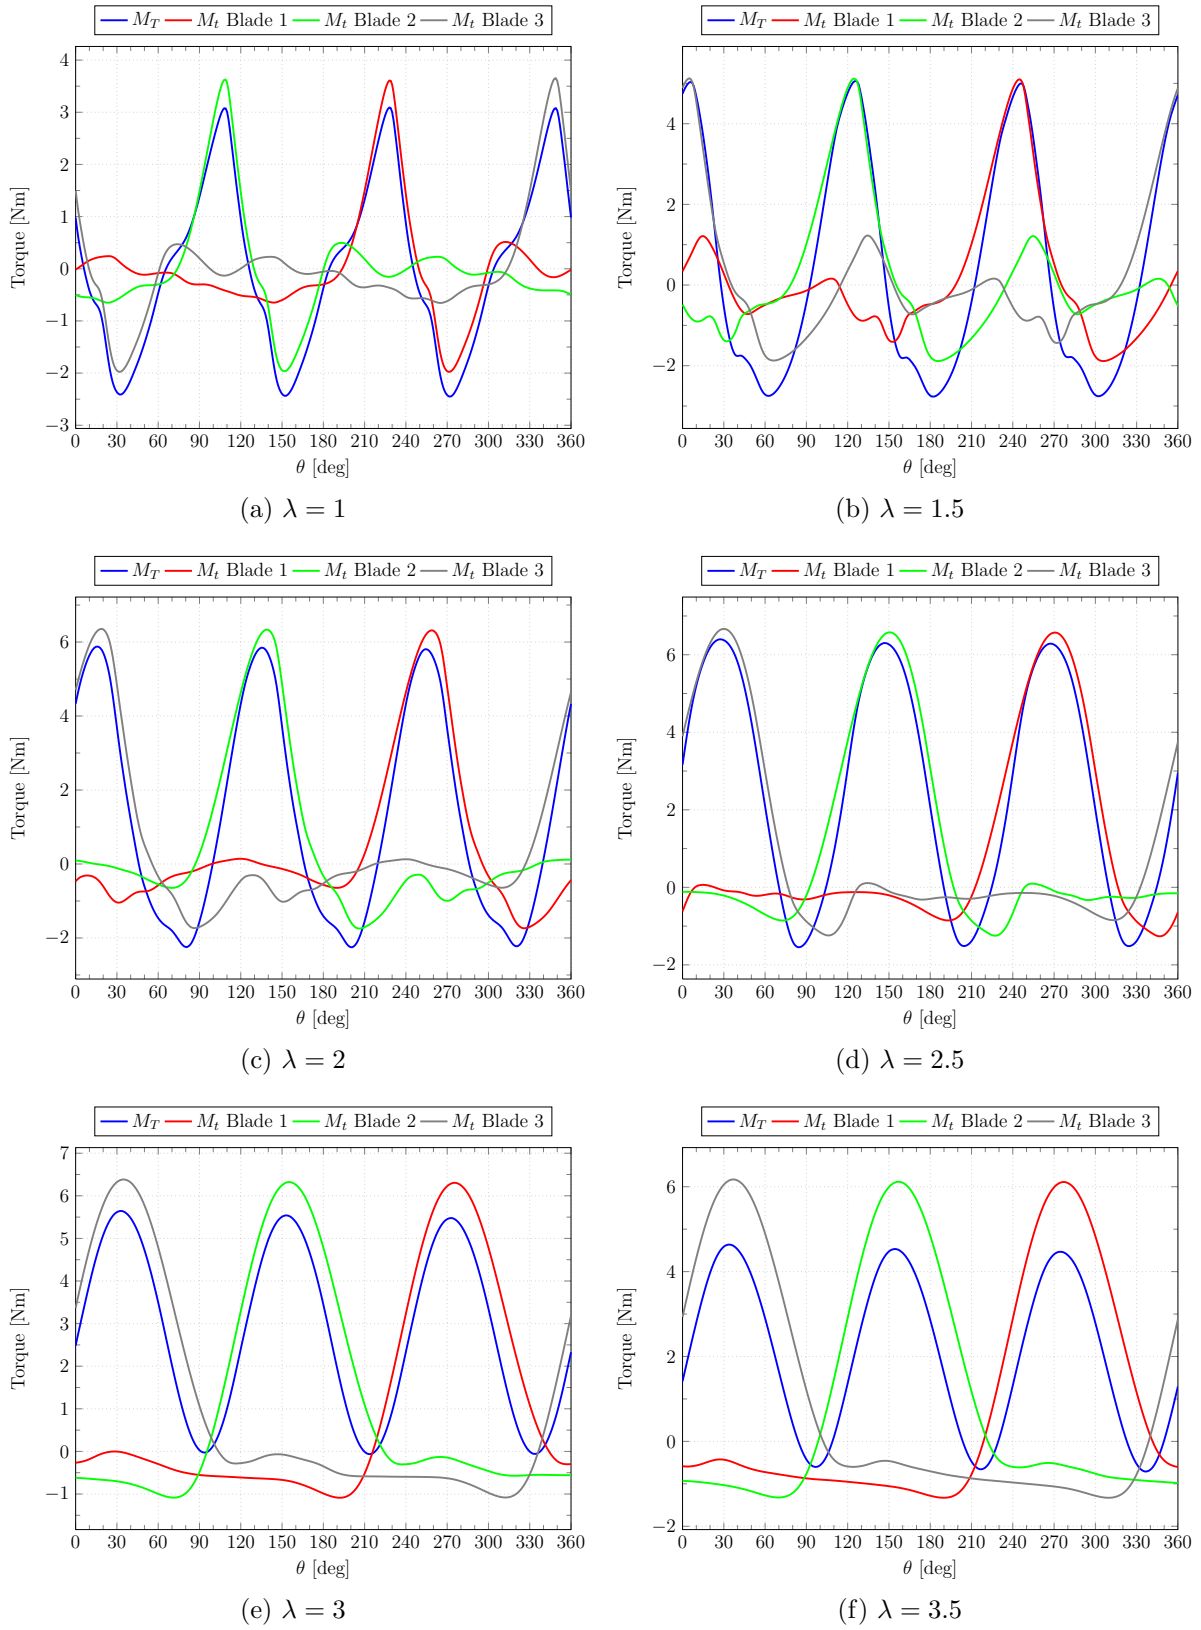 M_T M_t Blade 1 M_t Blade 2 M_t Blade 3
4
3
2
1
0
−1
−2
−3
Torque [Nm]
0 30 60 90 120 150 180 210 240 270 300 330 360
θ [deg]
(a) λ = 1
M_T M_t Blade 1 M_t Blade 2 M_t Blade 3
4
2
0
−2
Torque [Nm]
0 30 60 90 120 150 180 210 240 270 300 330 360
θ [deg]
(b) λ = 1.5
M_T M_t Blade 1 M_t Blade 2 M_t Blade 3
6
4
2
0
−2
Torque [Nm]
0 30 60 90 120 150 180 210 240 270 300 330 360
θ [deg]
(c) λ = 2
M_T M_t Blade 1 M_t Blade 2 M_t Blade 3
6
4
2
0
−2
Torque [Nm]
0 30 60 90 120 150 180 210 240 270 300 330 360
θ [deg]
(d) λ = 2.5
M_T M_t Blade 1 M_t Blade 2 M_t Blade 3
7
6
5
4
3
2
1
0
−1
Torque [Nm]
0 30 60 90 120 150 180 210 240 270 300 330 360
θ [deg]
(e) λ = 3
M_T M_t Blade 1 M_t Blade 2 M_t Blade 3
6
4
2
0
−2
Torque [Nm]
0 30 60 90 120 150 180 210 240 270 300 330 360
θ [deg]
(f) λ = 3.5